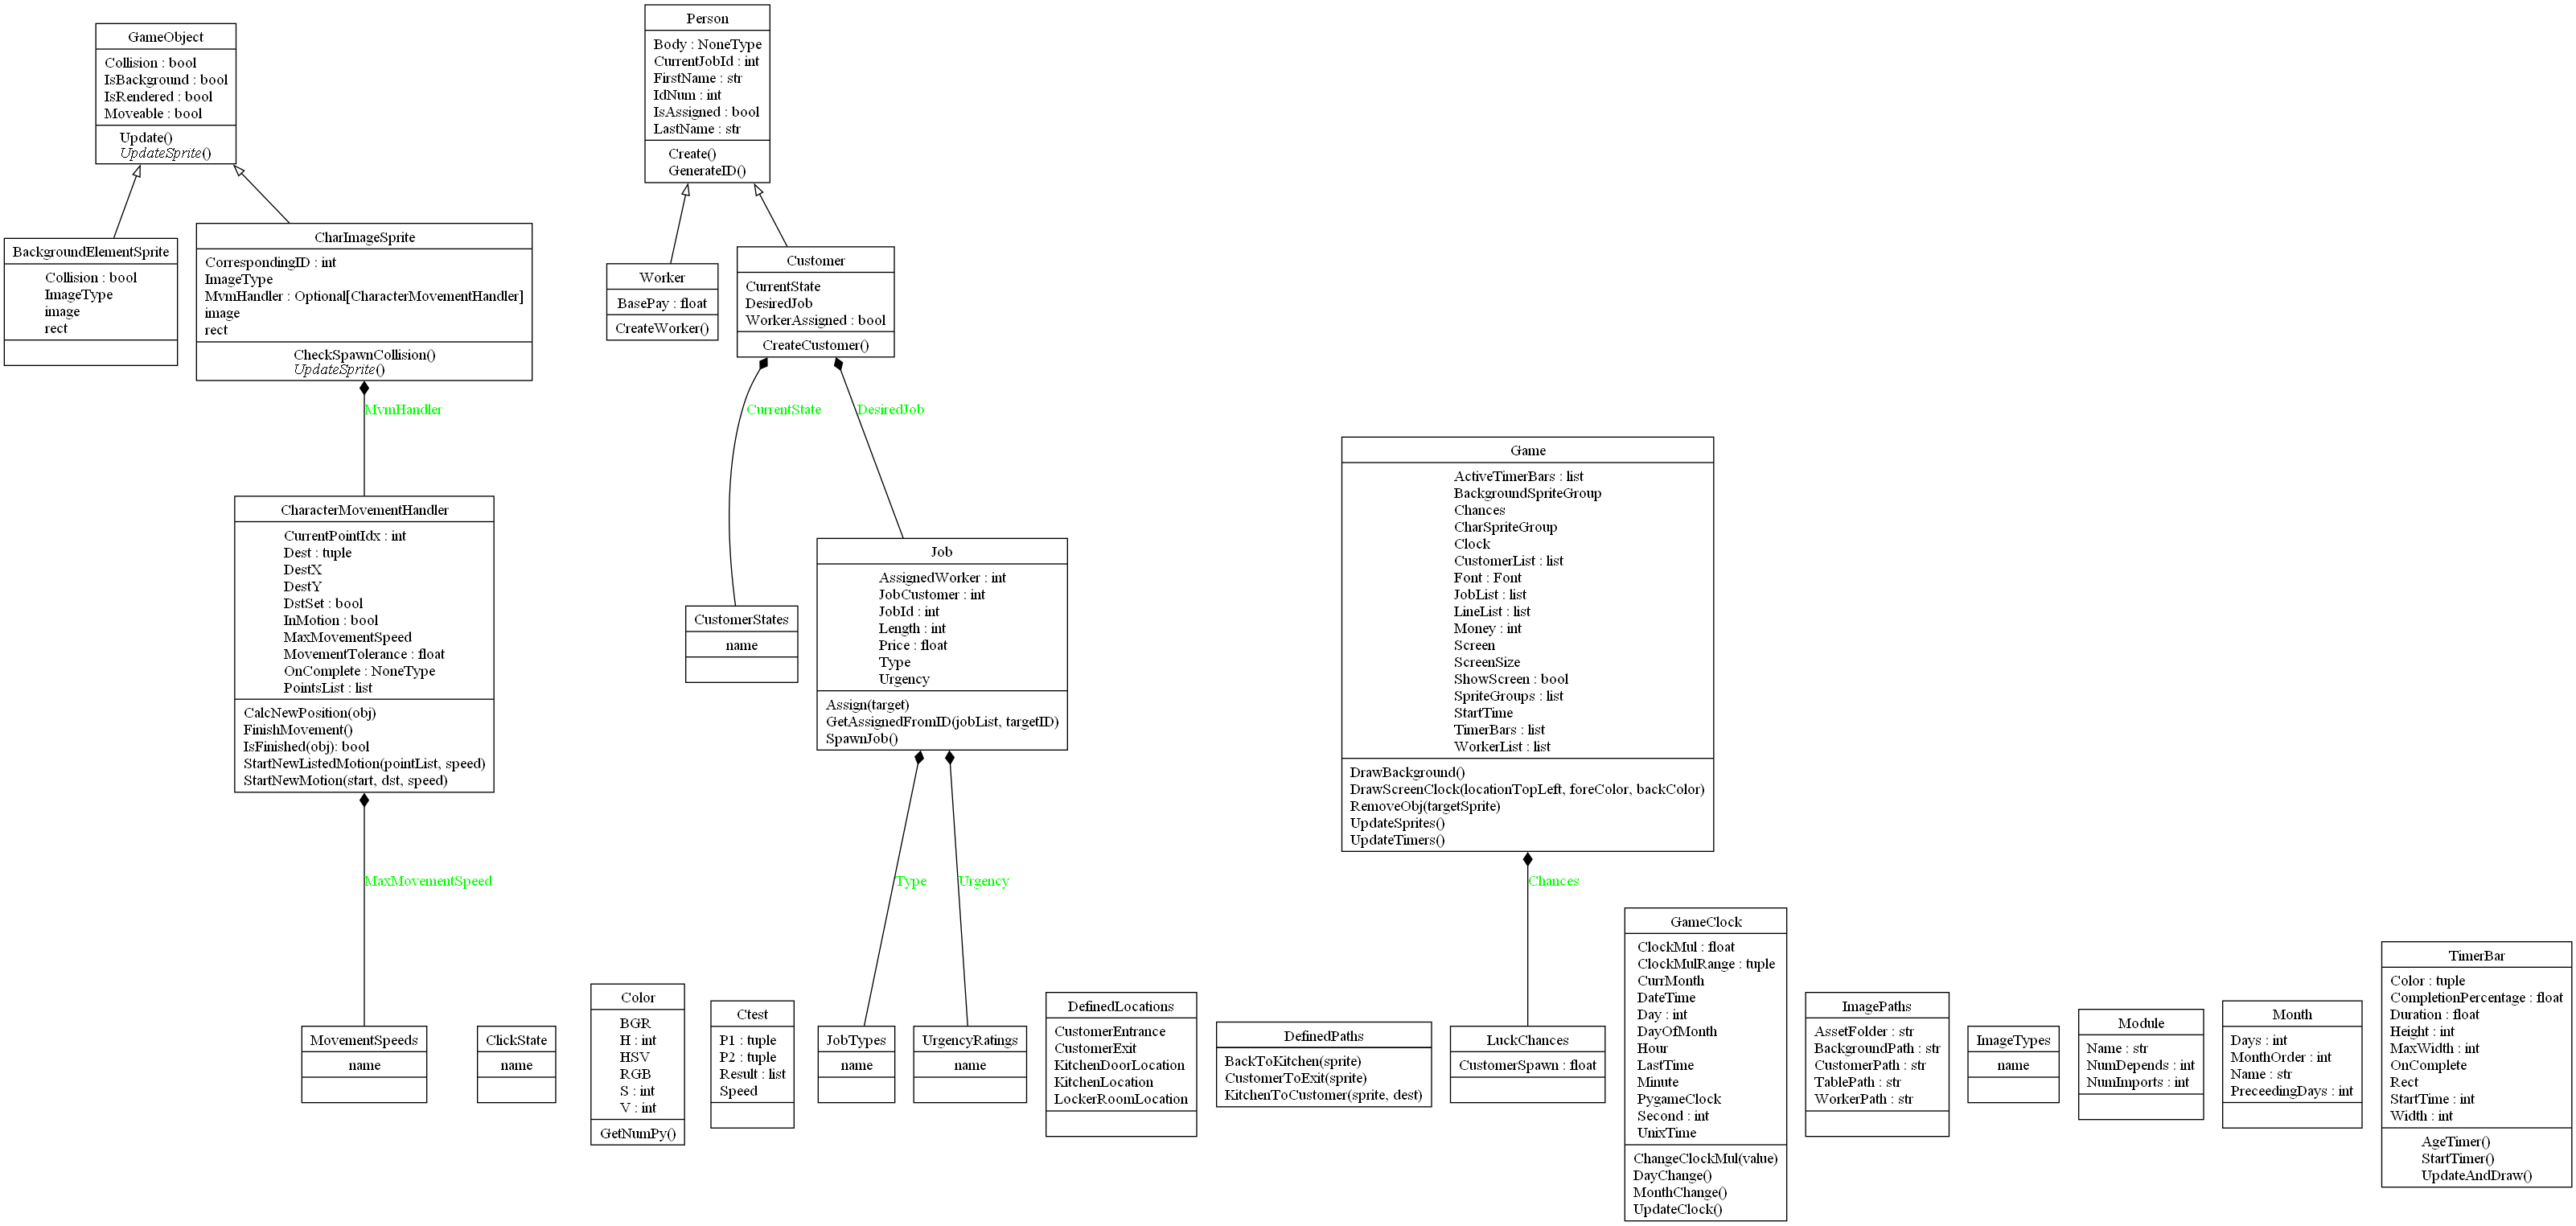 GameObject
Collision : bool
IsBackground : bool
IsRendered : bool
Moveable : bool
Update()
UpdateSprite()
Person
Body : NoneType
CurrentJobId : int
FirstName : str
IdNum : int
IsAssigned : bool
LastName : str
Create()
GenerateID()
BackgroundElementSprite
Collision : bool
ImageType
image
rect
CharImageSprite
CorrespondingID : int
ImageType
MvmHandler : Optional[CharacterMovementHandler]
image
rect
CheckSpawnCollision()
UpdateSprite()
Worker
BasePay : float
CreateWorker()
Customer
CurrentState
DesiredJob
WorkerAssigned : bool
CreateCustomer()
MvmHandler
CurrentState
DesiredJob
CharacterMovementHandler
CurrentPointIdx : int
Dest : tuple
DestX
DestY
DstSet : bool
InMotion : bool
MaxMovementSpeed
MovementTolerance : float
OnComplete : NoneType
PointsList : list
CalcNewPosition(obj)
FinishMovement()
IsFinished(obj): bool
StartNewListedMotion(pointList, speed)
StartNewMotion(start, dst, speed)
CustomerStates
name
Job
AssignedWorker : int
JobCustomer : int
JobId : int
Length : int
Price : float
Type
Urgency
Assign(target)
GetAssignedFromID(jobList, targetID)
SpawnJob()
Game
ActiveTimerBars : list
BackgroundSpriteGroup
Chances
CharSpriteGroup
Clock
CustomerList : list
Font : Font
JobList : list
LineList : list
Money : int
Screen
ScreenSize
ShowScreen : bool
SpriteGroups : list
StartTime
TimerBars : list
WorkerList : list
DrawBackground()
DrawScreenClock(locationTopLeft, foreColor, backColor)
RemoveObj(targetSprite)
UpdateSprites()
UpdateTimers()
MaxMovementSpeed
Type
Urgency
Chances
MovementSpeeds
name
ClickState
name
Color
BGR
H : int
HSV
RGB
S : int
V : int
GetNumPy()
Ctest
P1 : tuple
P2 : tuple
Result : list
Speed
JobTypes
name
UrgencyRatings
name
DefinedLocations
CustomerEntrance
CustomerExit
KitchenDoorLocation
KitchenLocation
LockerRoomLocation
DefinedPaths
BackToKitchen(sprite)
CustomerToExit(sprite)
KitchenToCustomer(sprite, dest)
LuckChances
CustomerSpawn : float
GameClock
ClockMul : float
ClockMulRange : tuple
CurrMonth
DateTime
Day : int
DayOfMonth
Hour
LastTime
Minute
PygameClock
Second : int
UnixTime
ChangeClockMul(value)
DayChange()
MonthChange()
UpdateClock()
ImagePaths
AssetFolder : str
BackgroundPath : str
CustomerPath : str
TablePath : str
WorkerPath : str
ImageTypes
name
Module
Name : str
NumDepends : int
NumImports : int
Month
Days : int
MonthOrder : int
Name : str
PreceedingDays : int
TimerBar
Color : tuple
CompletionPercentage : float
Duration : float
Height : int
MaxWidth : int
OnComplete
Rect
StartTime : int
Width : int
AgeTimer()
StartTimer()
UpdateAndDraw()